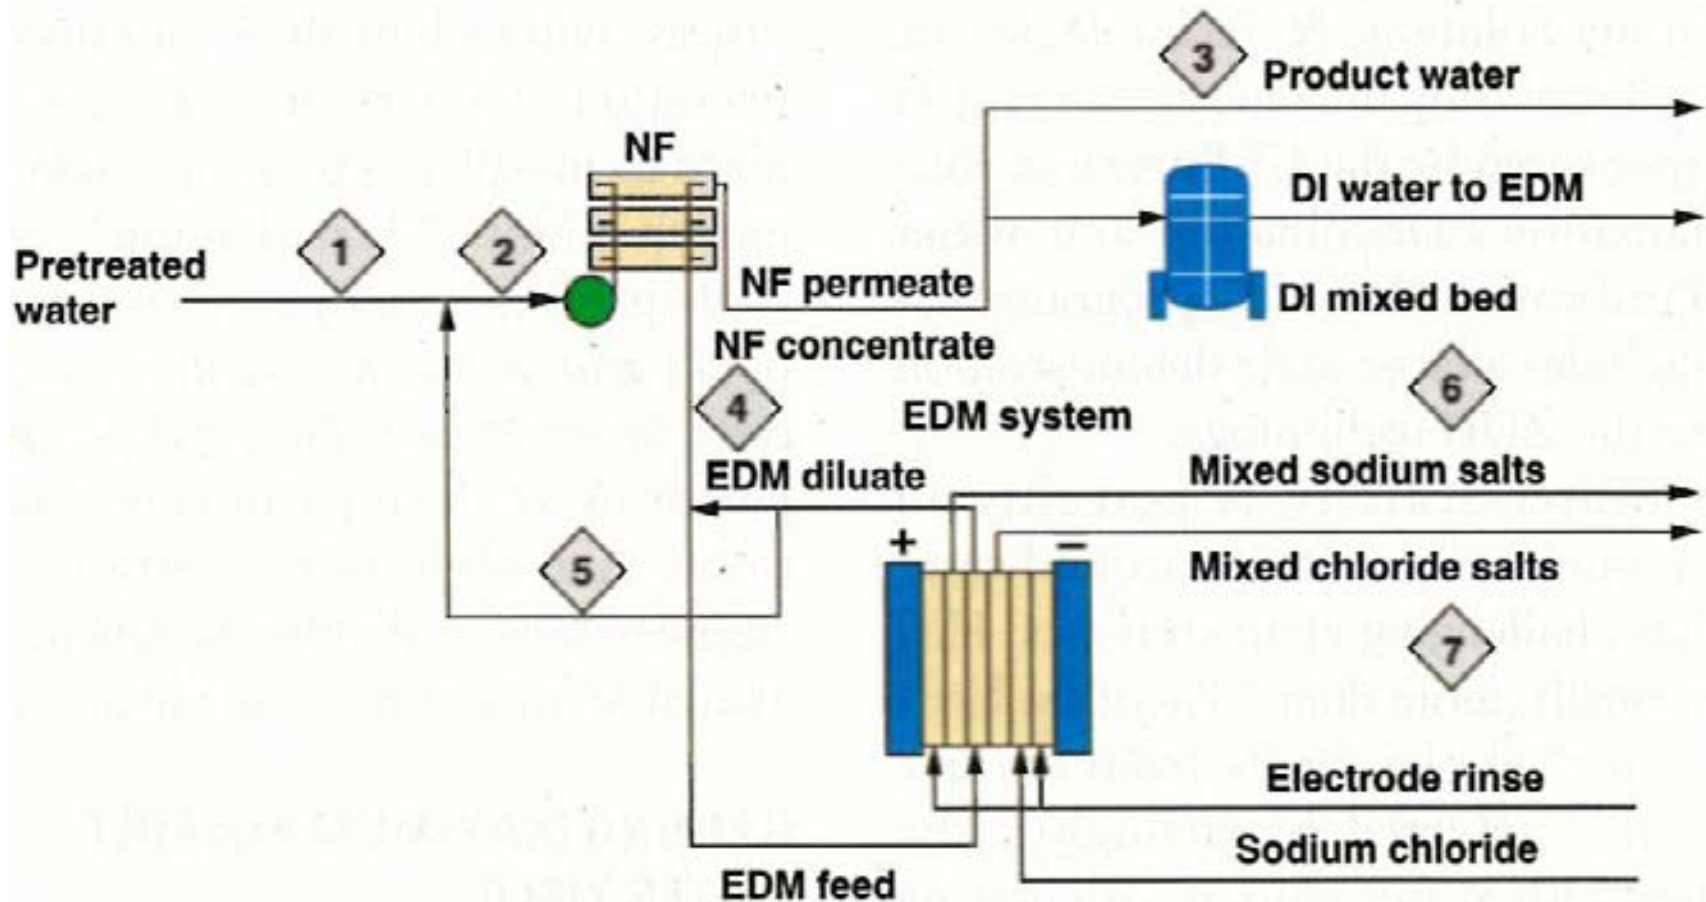 3
Product water
NF
DI water to EDM
1
2
Pretreated
water
NF permeate
DI mixed bed
NF concentrate
4
EDM system
6
EDM diluate
Mixed sodium salts
+
−
5
Mixed chloride salts
7
Electrode rinse
Sodium chloride
EDM feed